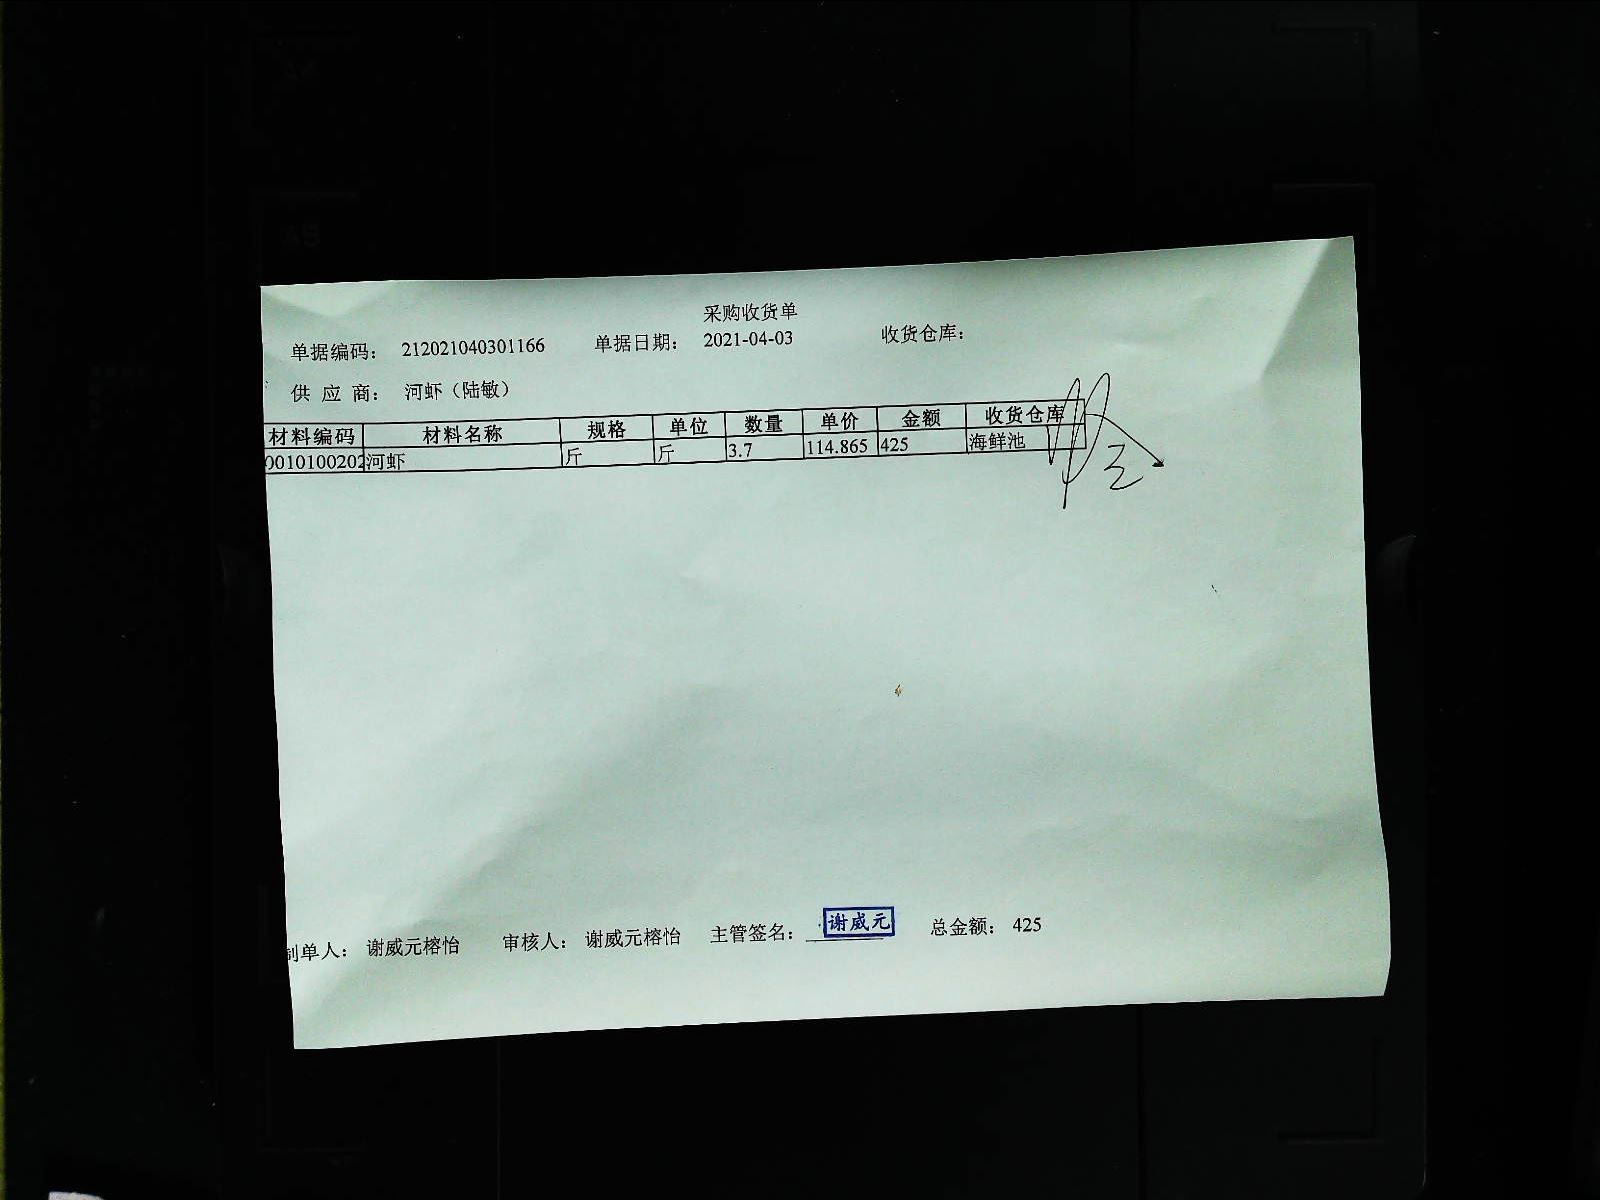 采购收货单
单据编码： 212021040301166 单据日期： 2021-04-03 收货仓库：
供 应 商： 河虾（陆敏）
材料编码 材料名称 规格 单位 数量 单价 金额 收货仓库
0010100202 河虾 斤 斤 3.7 114.865 425 海鲜池
制单人： 谢威元榕怡 审核人： 谢威元榕怡 主管签名： 谢威元 总金额： 425